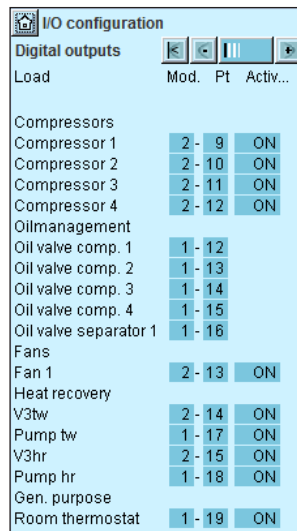 I/O configuration
Digital outputs
Load Mod. Pt Activ...
Compressors
Compressor 1 2 - 9 ON
Compressor 2 2 - 10 ON
Compressor 3 2 - 11 ON
Compressor 4 2 - 12 ON
Oilmanagement
Oil valve comp. 1 1 - 12
Oil valve comp. 2 1 - 13
Oil valve comp. 3 1 - 14
Oil valve comp. 4 1 - 15
Oil valve separator 1 1 - 16
Fans
Fan 1 2 - 13 ON
Heat recovery
V3tw 2 - 14 ON
Pump tw 1 - 17 ON
V3hr 2 - 15 ON
Pump hr 1 - 18 ON
Gen. purpose
Room thermostat 1 - 19 ON